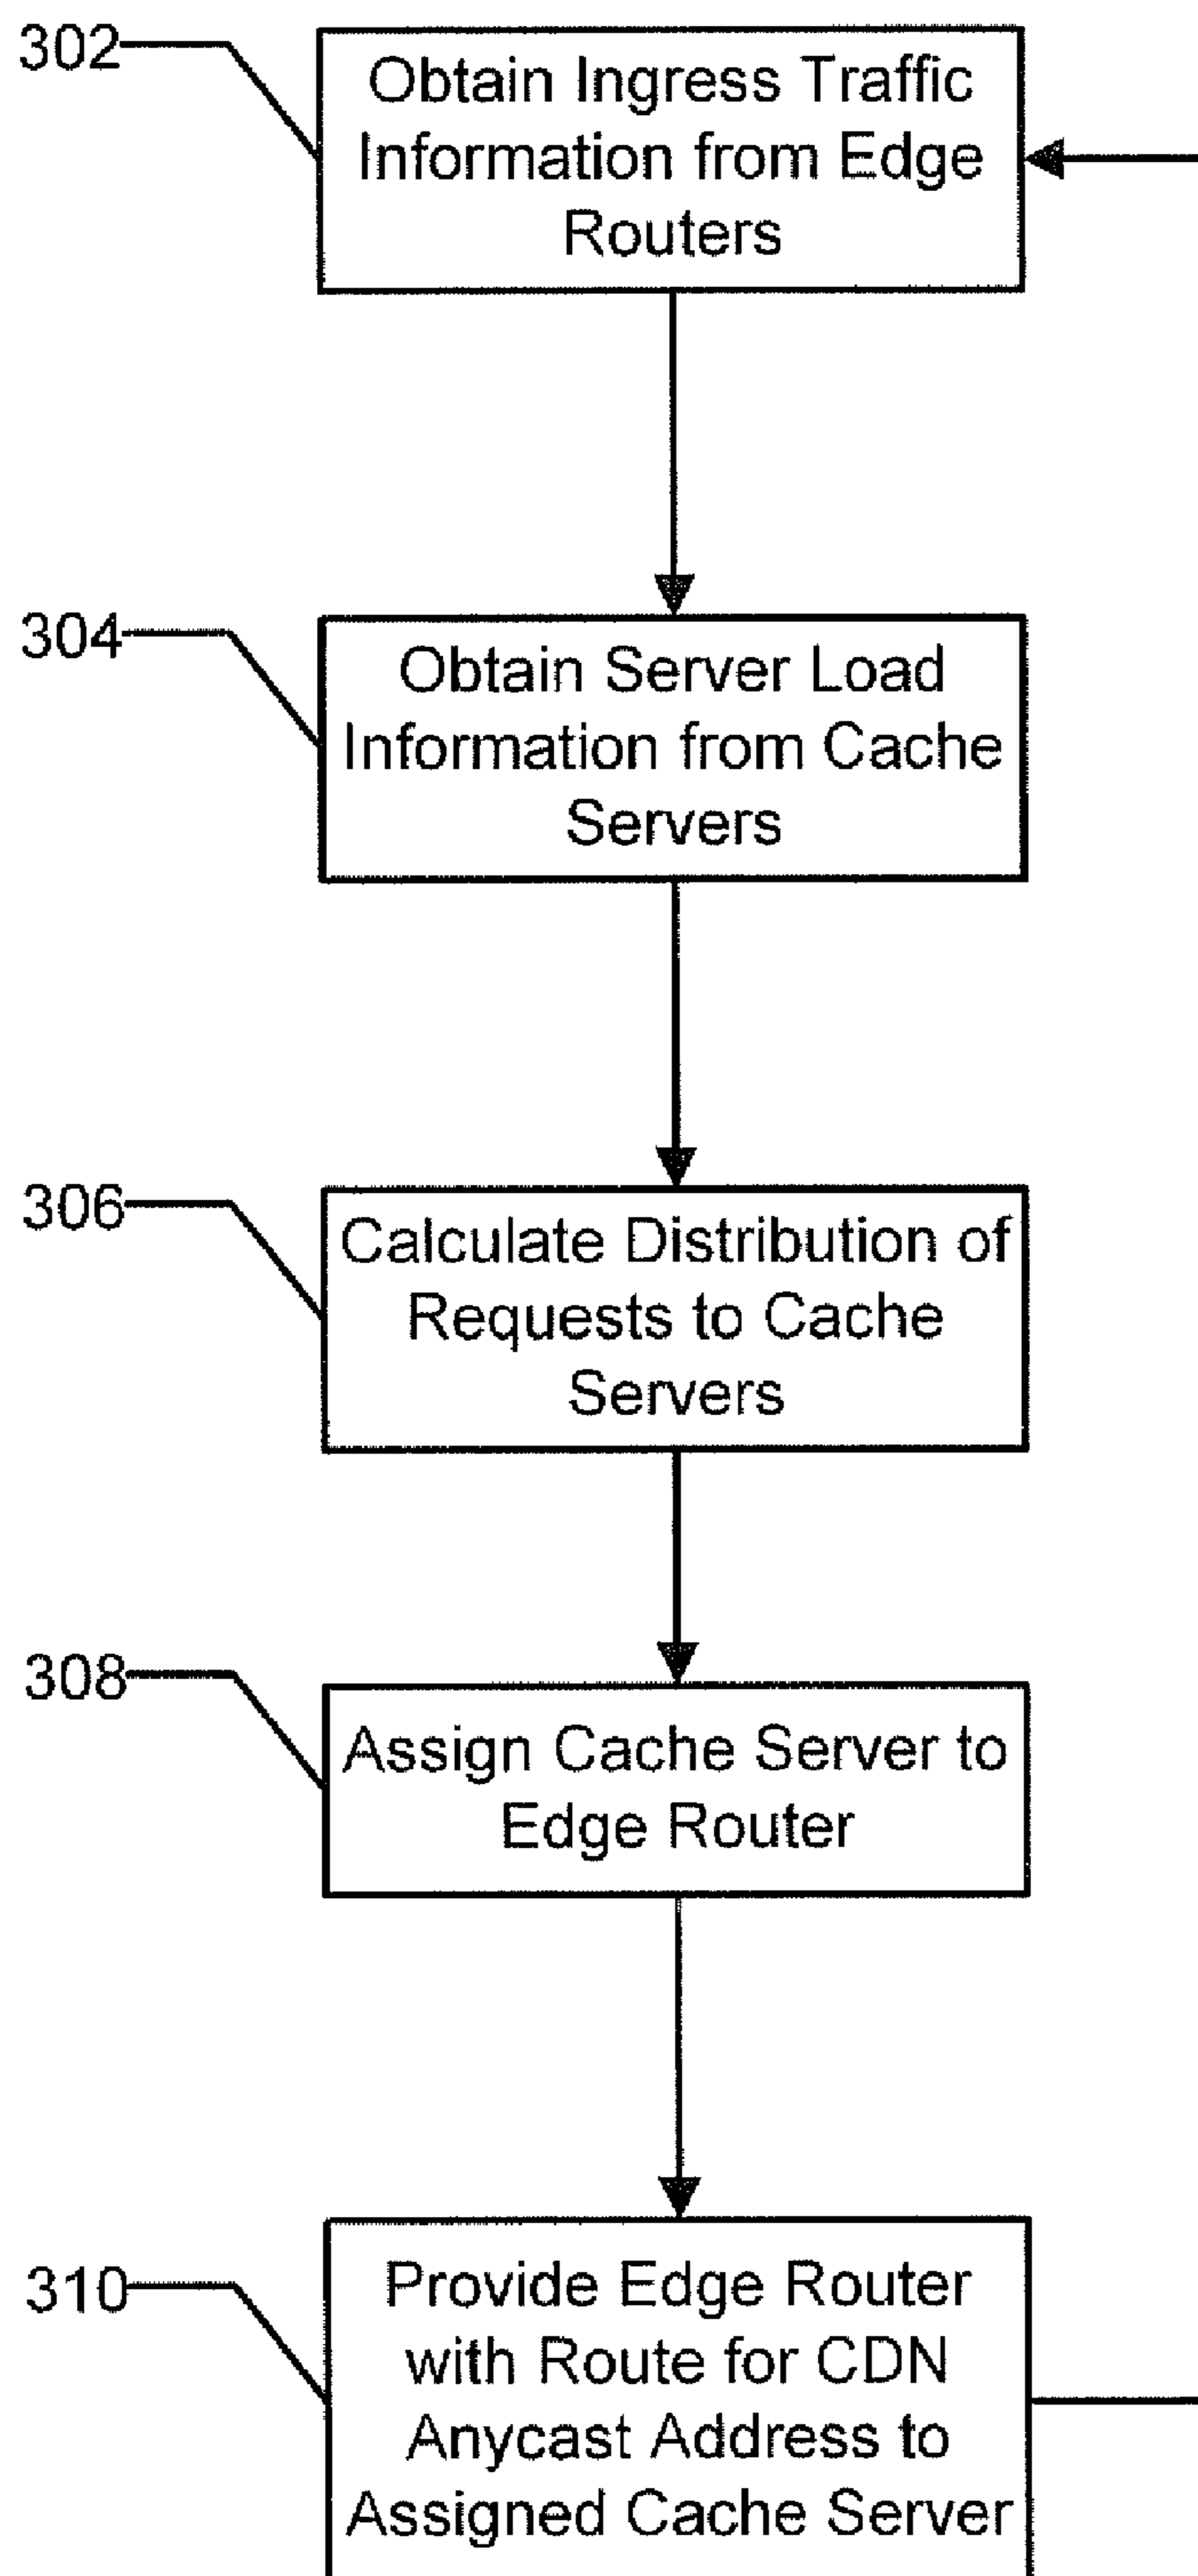 302
Obtain Ingress Traffic
Information from Edge
Routers
304
Obtain Server Load
Information from Cache
Servers
306
Calculate Distribution of
Requests to Cache
Servers
308
Assign Cache Server to
Edge Router
310
Provide Edge Router
with Route for CDN
Anycast Address to
Assigned Cache Server